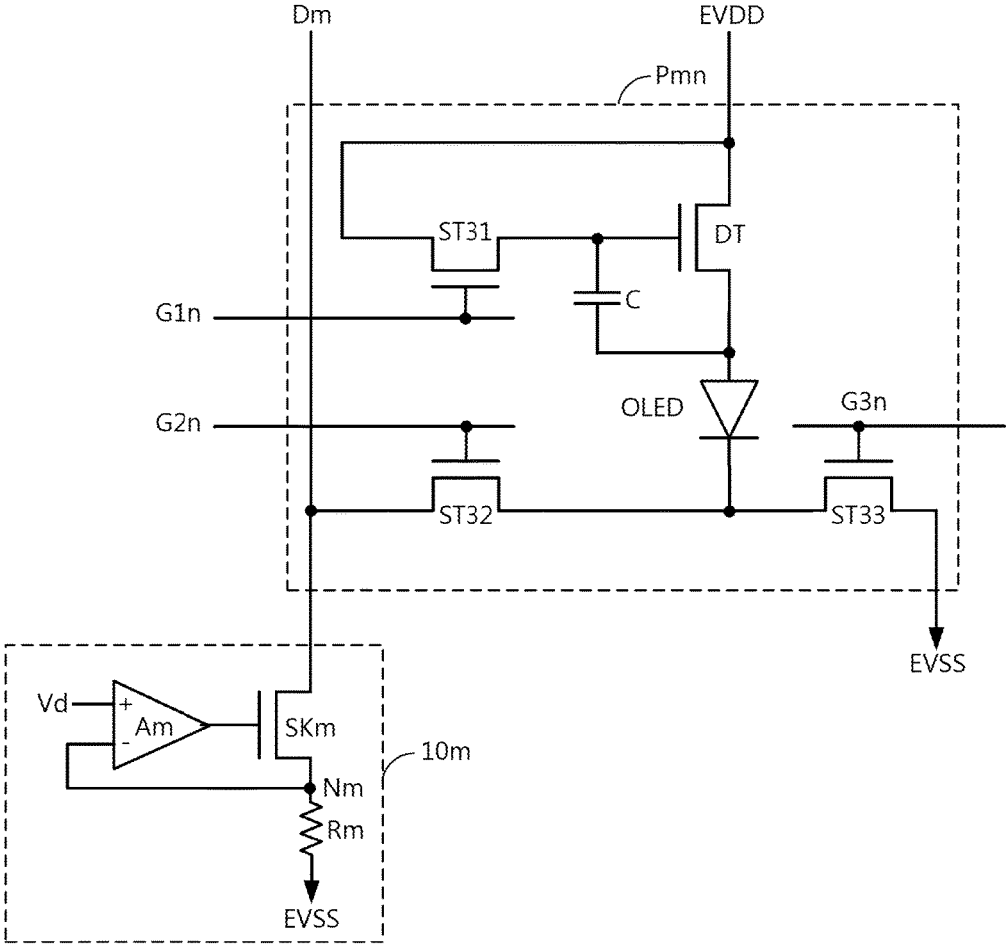 Dm
EVDD
Pmn
ST31
DT
C
G1n
OLED
G3n
G2n
ST32
ST33
EVSS
Vd
+
Am
-
SKm
10m
Nm
Rm
EVSS